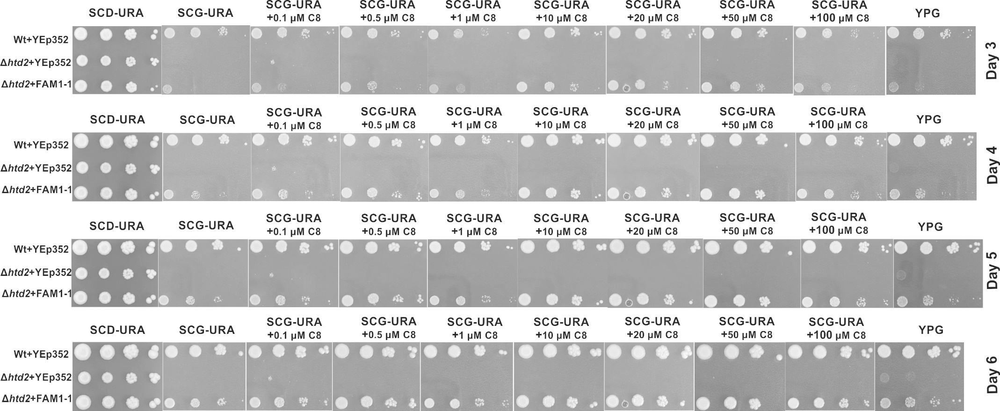 SCD-URA SCG-URA SCG-URA SCG-URA SCG-URA SCG-URA SCG-URA SCG-URA SCG-URA YPG
+0.1 µM C8 +0.5 µM C8 +1 µM C8 +10 µM C8 +20 µM C8 +50 µM C8 +100 µM C8
Wt+YEp352
Δhtd2+YEp352
Δhtd2+FAM1-1
Day 3
SCD-URA SCG-URA SCG-URA SCG-URA SCG-URA SCG-URA SCG-URA SCG-URA SCG-URA YPG
+0.1 µM C8 +0.5 µM C8 +1 µM C8 +10 µM C8 +20 µM C8 +50 µM C8 +100 µM C8
Wt+YEp352
Δhtd2+YEp352
Δhtd2+FAM1-1
Day 4
SCD-URA SCG-URA SCG-URA SCG-URA SCG-URA SCG-URA SCG-URA SCG-URA SCG-URA YPG
+0.1 µM C8 +0.5 µM C8 +1 µM C8 +10 µM C8 +20 µM C8 +50 µM C8 +100 µM C8
Wt+YEp352
Δhtd2+YEp352
Δhtd2+FAM1-1
Day 5
SCD-URA SCG-URA SCG-URA SCG-URA SCG-URA SCG-URA SCG-URA SCG-URA SCG-URA YPG
+0.1 µM C8 +0.5 µM C8 +1 µM C8 +10 µM C8 +20 µM C8 +50 µM C8 +100 µM C8
Wt+YEp352
Δhtd2+YEp352
Δhtd2+FAM1-1
Day 6